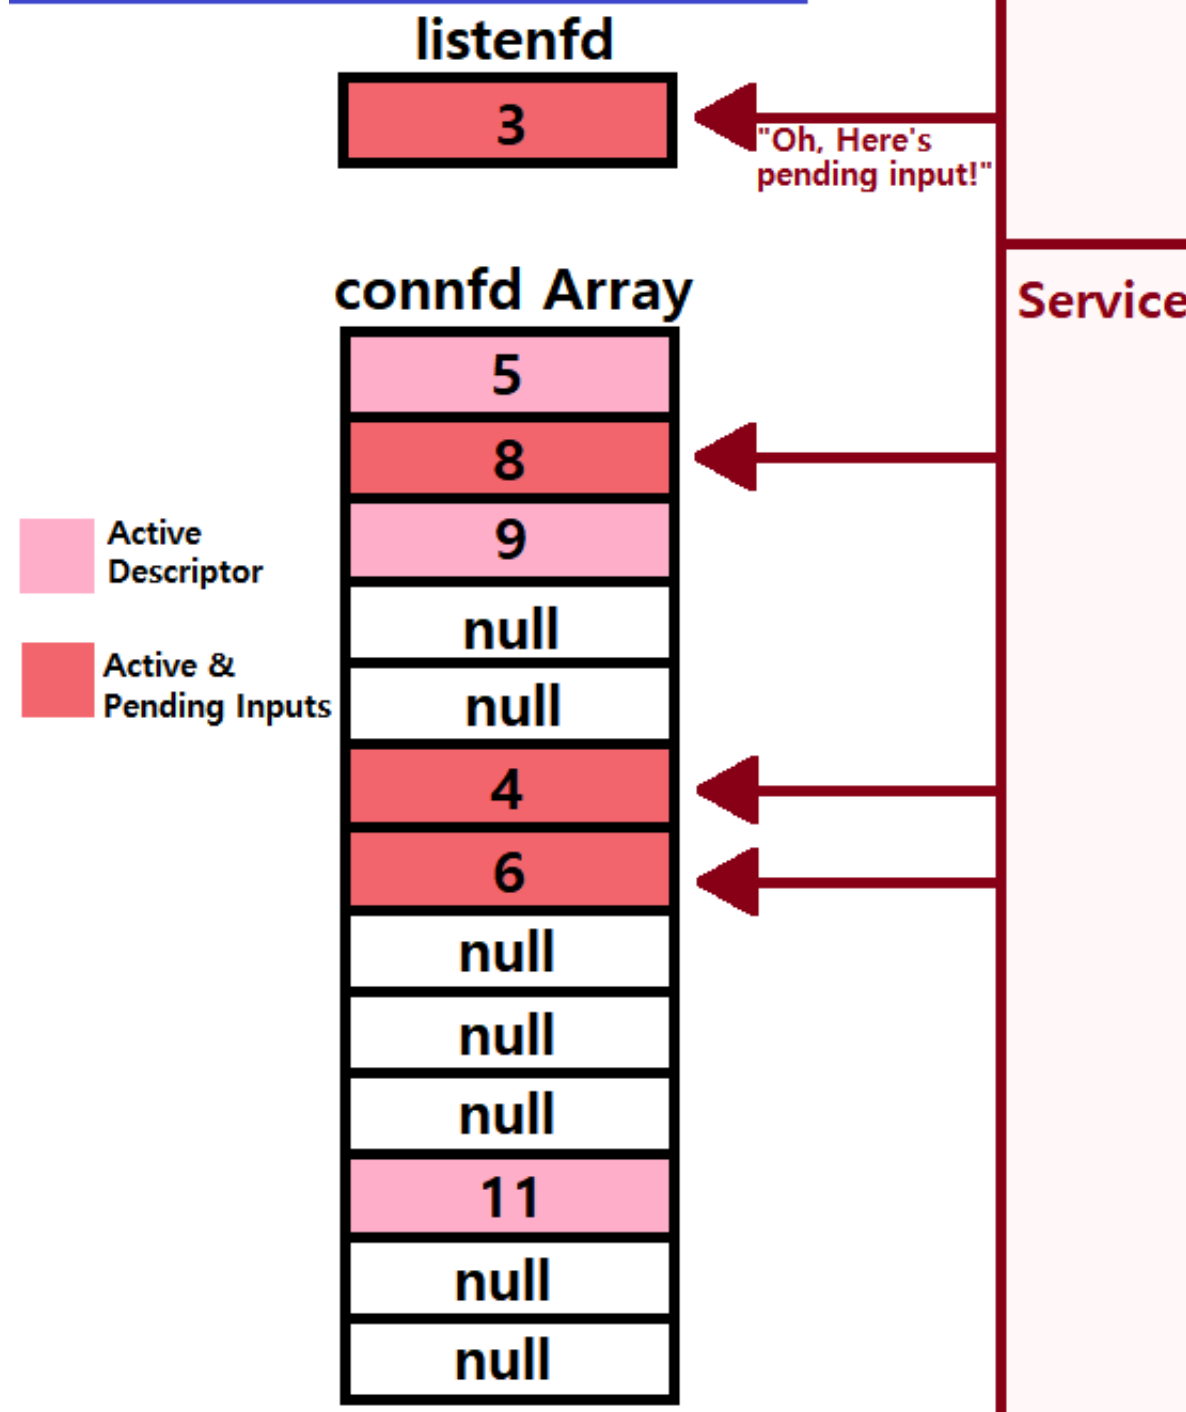 listenfd
3
"Oh, Here's
pending input!"
connfd Array
Service
5
8
9
null
null
4
6
null
null
null
11
null
null
Active
Descriptor
Active &
Pending Inputs